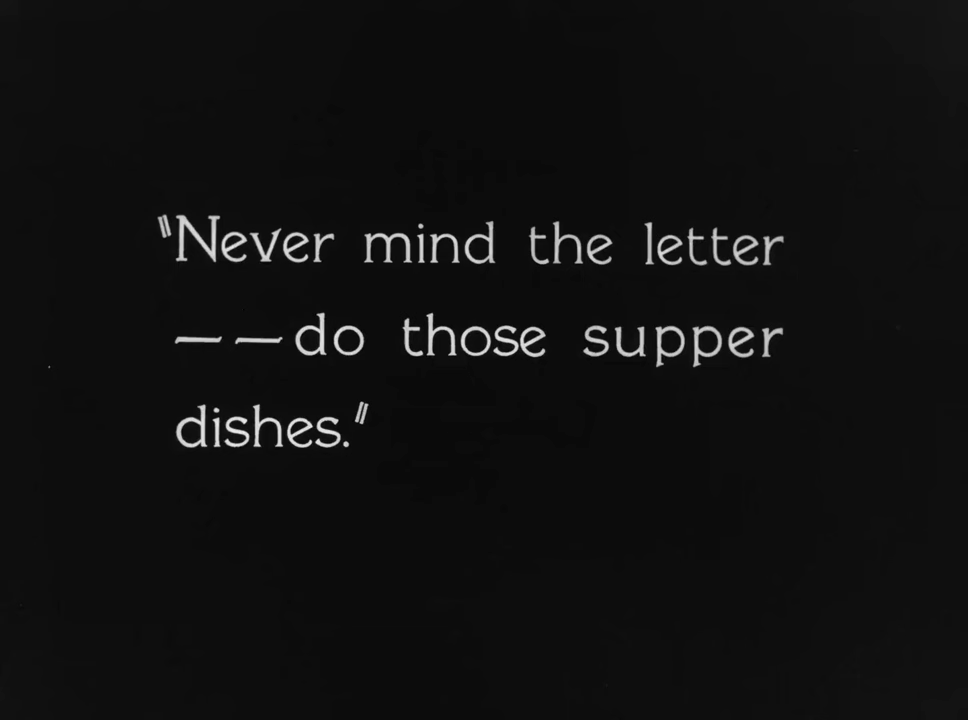 "Never mind the letter
——do those supper
dishes."